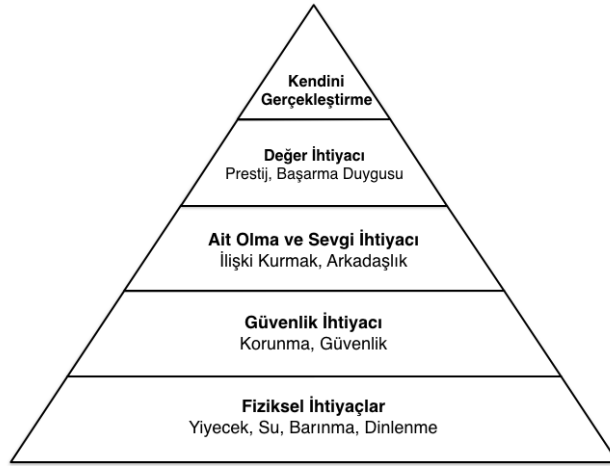 Kendini
Gerçekleştirme
Değer İhtiyacı
Prestij, Başarma Duygusu
Ait Olma ve Sevgi İhtiyacı
İlişki Kurmak, Arkadaşlık
Güvenlik İhtiyacı
Korunma, Güvenlik
Fiziksel İhtiyaçlar
Yiyecek, Su, Barınma, Dinlenme